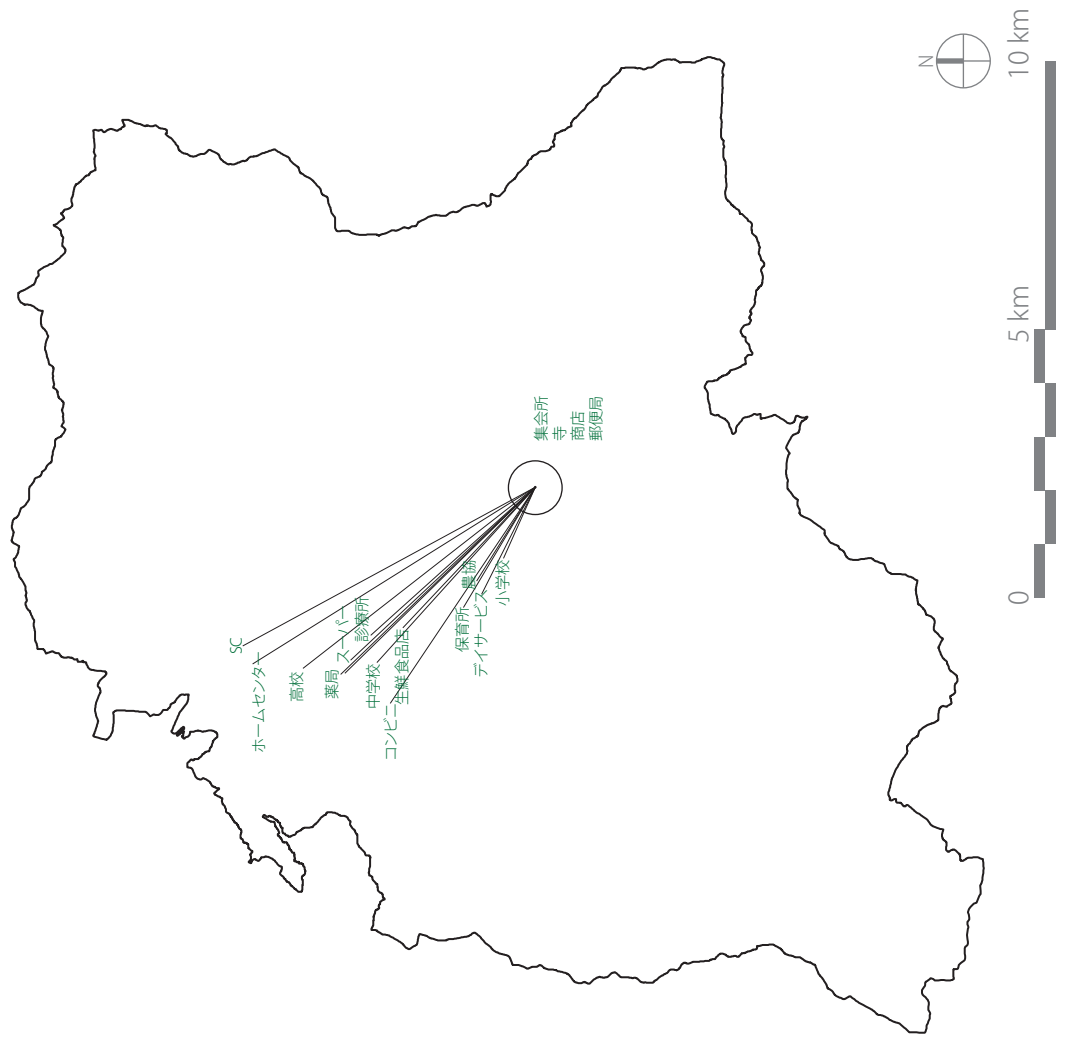 N
10 km
5 km
0
集会所
寺
商店
郵便局
SC
ホームセンター
高校
薬局
スーパー
診療所
中学校
コンビニ
生鮮食品店
保育所
農協
デイサービス
小学校